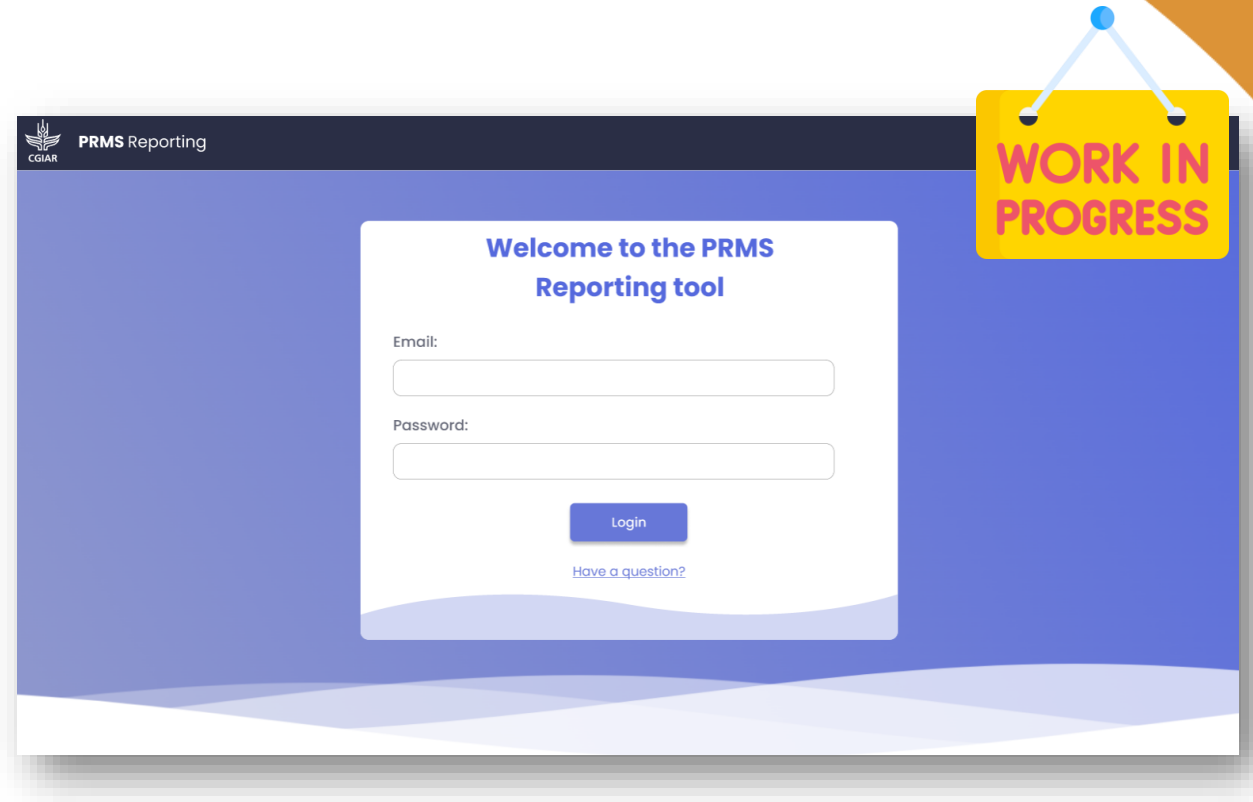 CGIAR
PRMS Reporting
WORK IN
PROGRESS
Welcome to the PRMS
Reporting tool
Email:
Password:
Login
Have a question?